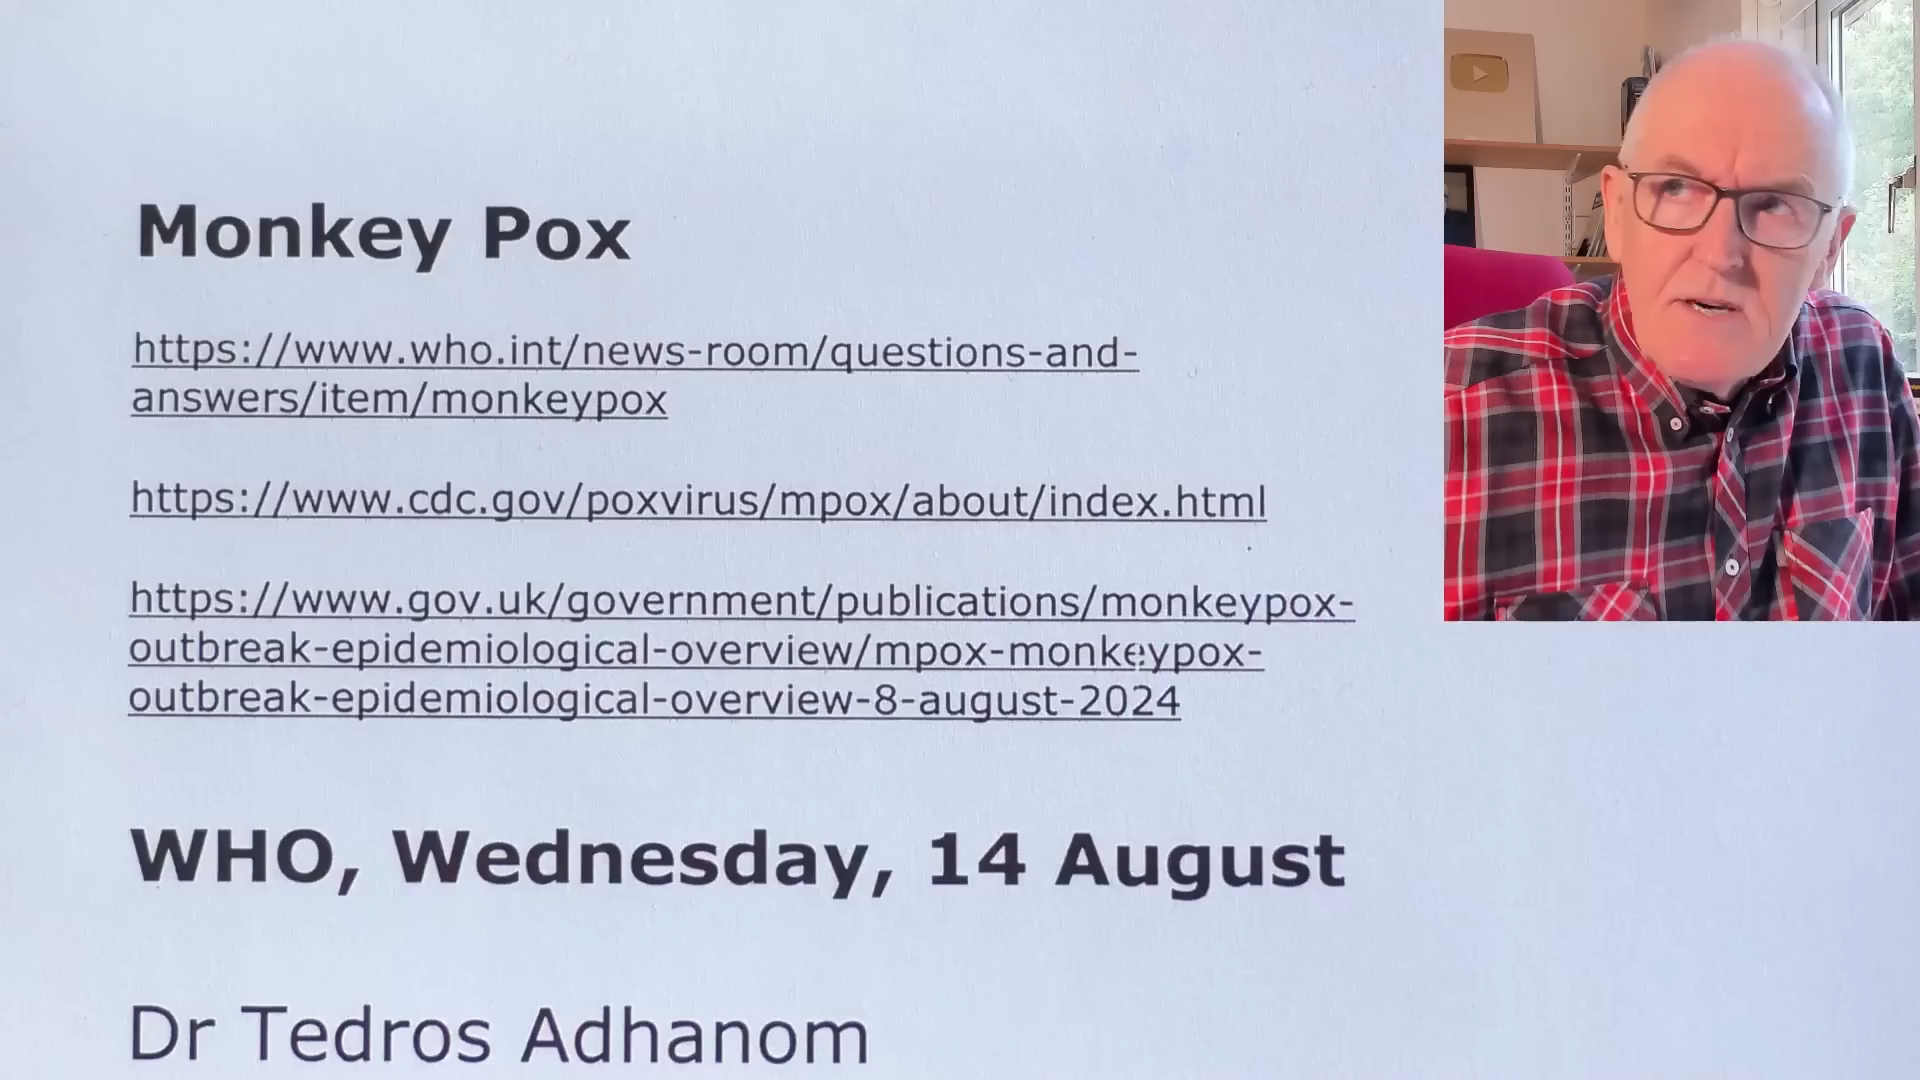 Monkey Pox
https://www.who.int/news-room/questions-and-
answers/item/monkeypox
https://www.cdc.gov/poxvirus/mpox/about/index.html
https://www.gov.uk/government/publications/monkeypox-
outbreak-epidemiological-overview/mpox-monkeypox-
outbreak-epidemiological-overview-8-august-2024
WHO, Wednesday, 14 August
Dr Tedros Adhanom